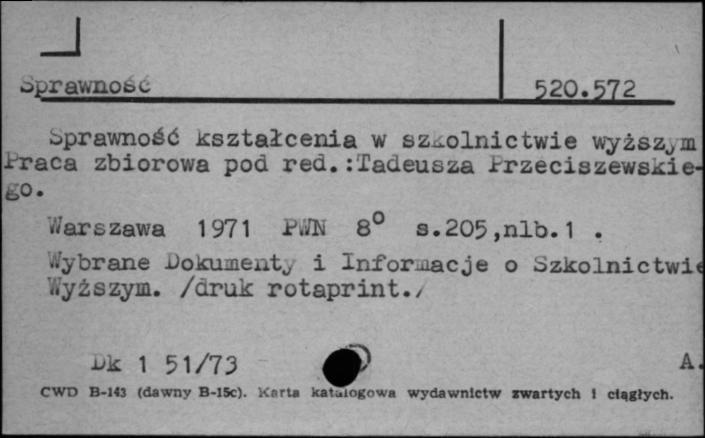 Sprawność 520.572
Sprawność kształcenia w szkolnictwie wyższym
Praca zbiorowa pod red.:Tadeusza Przeciszewskie-
go.
Warszawa 1971 PWN 8° s.205,nlb.1 .
Wybrane Dokumenty i Informacje o Szkolnictwie
Wyższym. /druk rotaprint./
Dk 1 51/73 A.
CWD B-143 (dawny B-15c). Karta katalogowa wydawnictw zwartych i ciągłych.